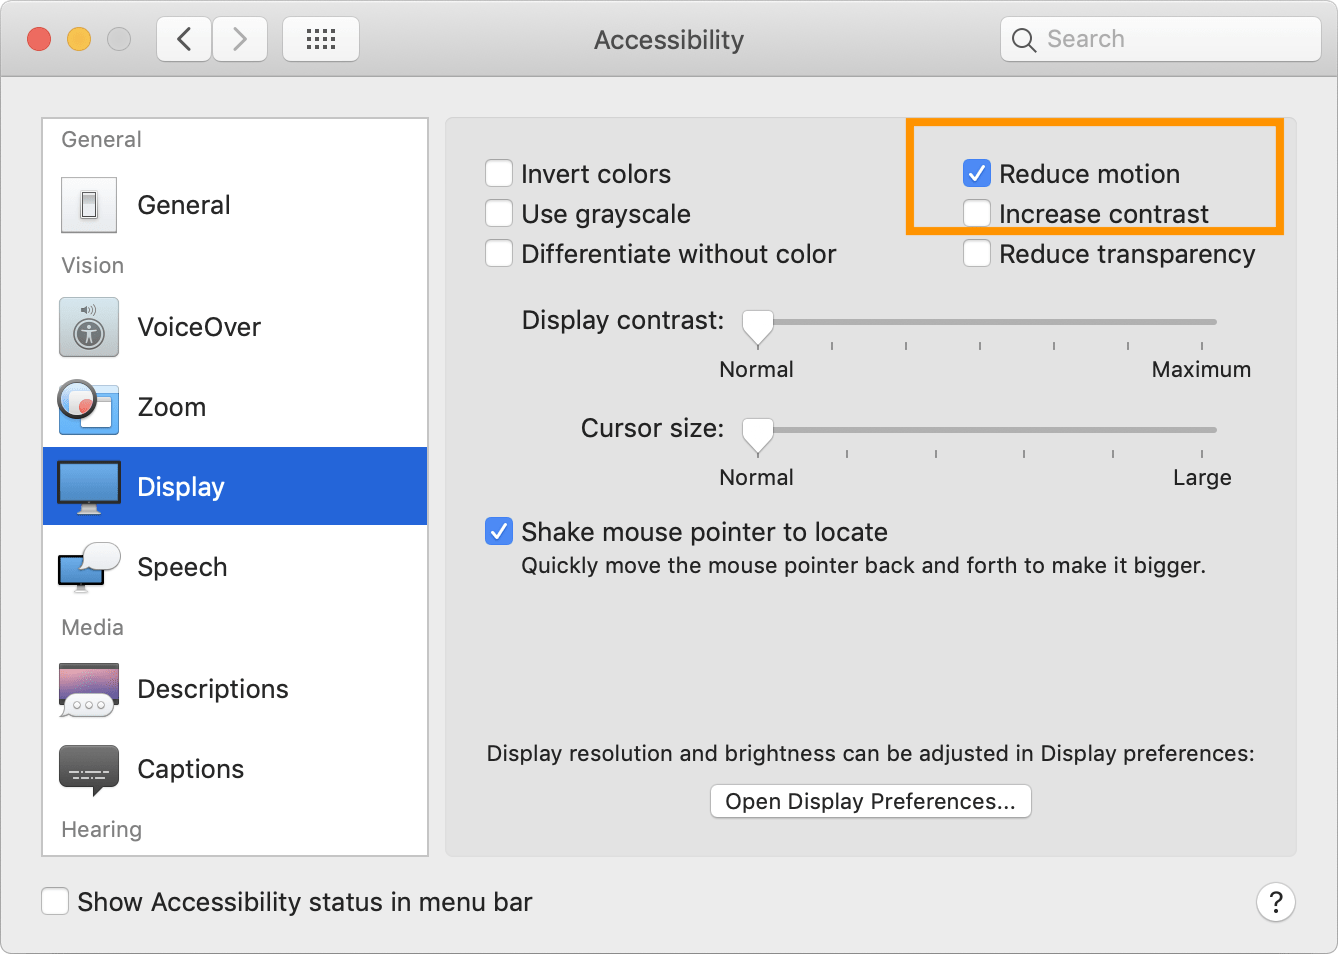 Accessibility
Search
General
General
Vision
VoiceOver
Zoom
Display
Speech
Media
Descriptions
Captions
Hearing
Invert colors
Use grayscale
Differentiate without color
Reduce motion
Increase contrast
Reduce transparency
Display contrast:
Normal
Maximum
Cursor size:
Normal
Large
Shake mouse pointer to locate
Quickly move the mouse pointer back and forth to make it bigger.
Display resolution and brightness can be adjusted in Display preferences:
Open Display Preferences...
Show Accessibility status in menu bar
?